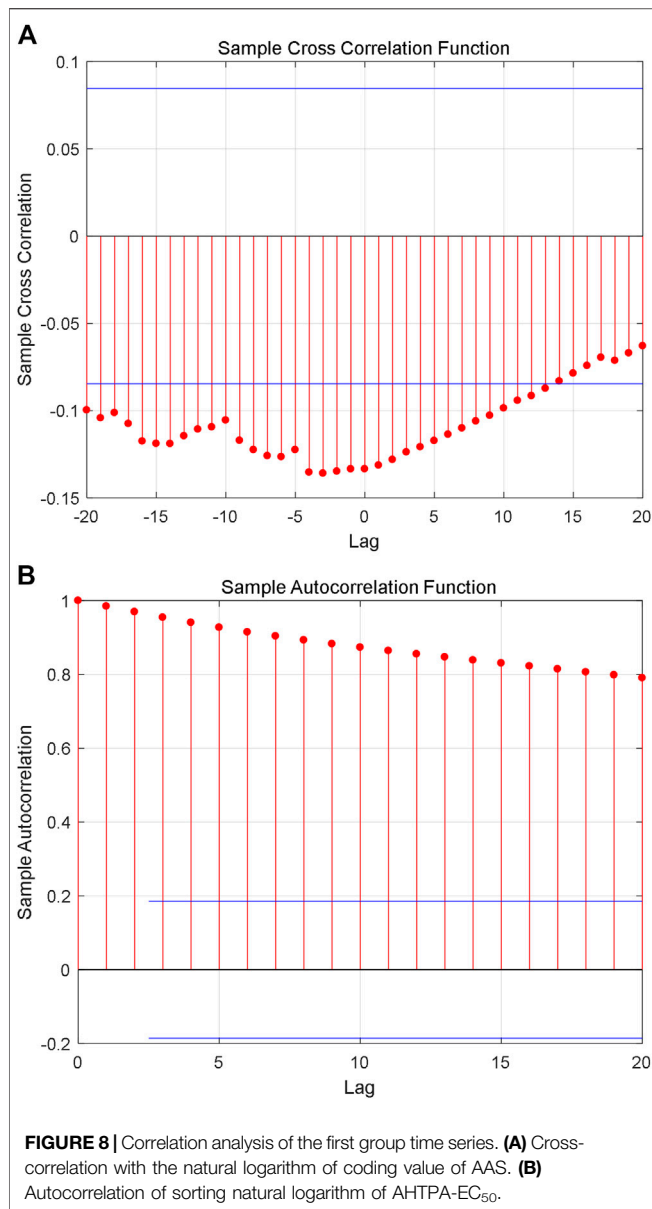 A
Sample Cross Correlation Function
0.1
0.05
0
-0.05
-0.1
-0.15
Sample Cross Correlation
-20 -15 -10 -5 0 5 10 15 20
Lag
B
Sample Autocorrelation Function
1
0.8
0.6
0.4
0.2
0
-0.2
Sample Autocorrelation
0 5 10 15 20
Lag
FIGURE 8 | Correlation analysis of the first group time series. (A) Cross-
correlation with the natural logarithm of coding value of AAS. (B)
Autocorrelation of sorting natural logarithm of AHTPA-EC₅₀.